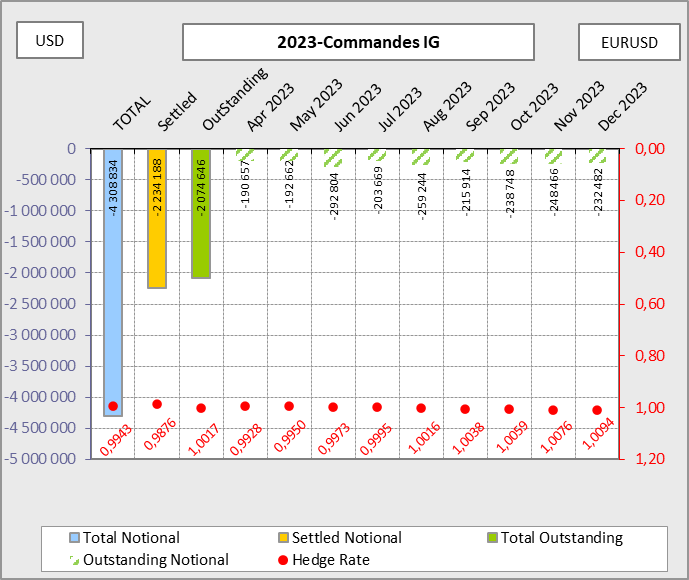 USD
2023-Commandes IG
EURUSD
TOTAL
Settled
OutStanding
Apr 2023
May 2023
Jun 2023
Jul 2023
Aug 2023
Sep 2023
Oct 2023
Nov 2023
Dec 2023
0
-500 000
-1 000 000
-1 500 000
-2 000 000
-2 500 000
-3 000 000
-3 500 000
-4 000 000
-4 500 000
-5 000 000
-4 308 834
-2 234 188
-2 074 646
-190 657
-192 662
-292 804
-203 669
-259 244
-215 914
-238 748
-248 466
-232 482
0,00
0,20
0,40
0,60
0,80
1,00
1,20
0,9943
0,9876
1,0017
0,9928
0,9950
0,9973
0,9995
1,0016
1,0038
1,0059
1,0076
1,0094
Total Notional
Settled Notional
Total Outstanding
Outstanding Notional
Hedge Rate